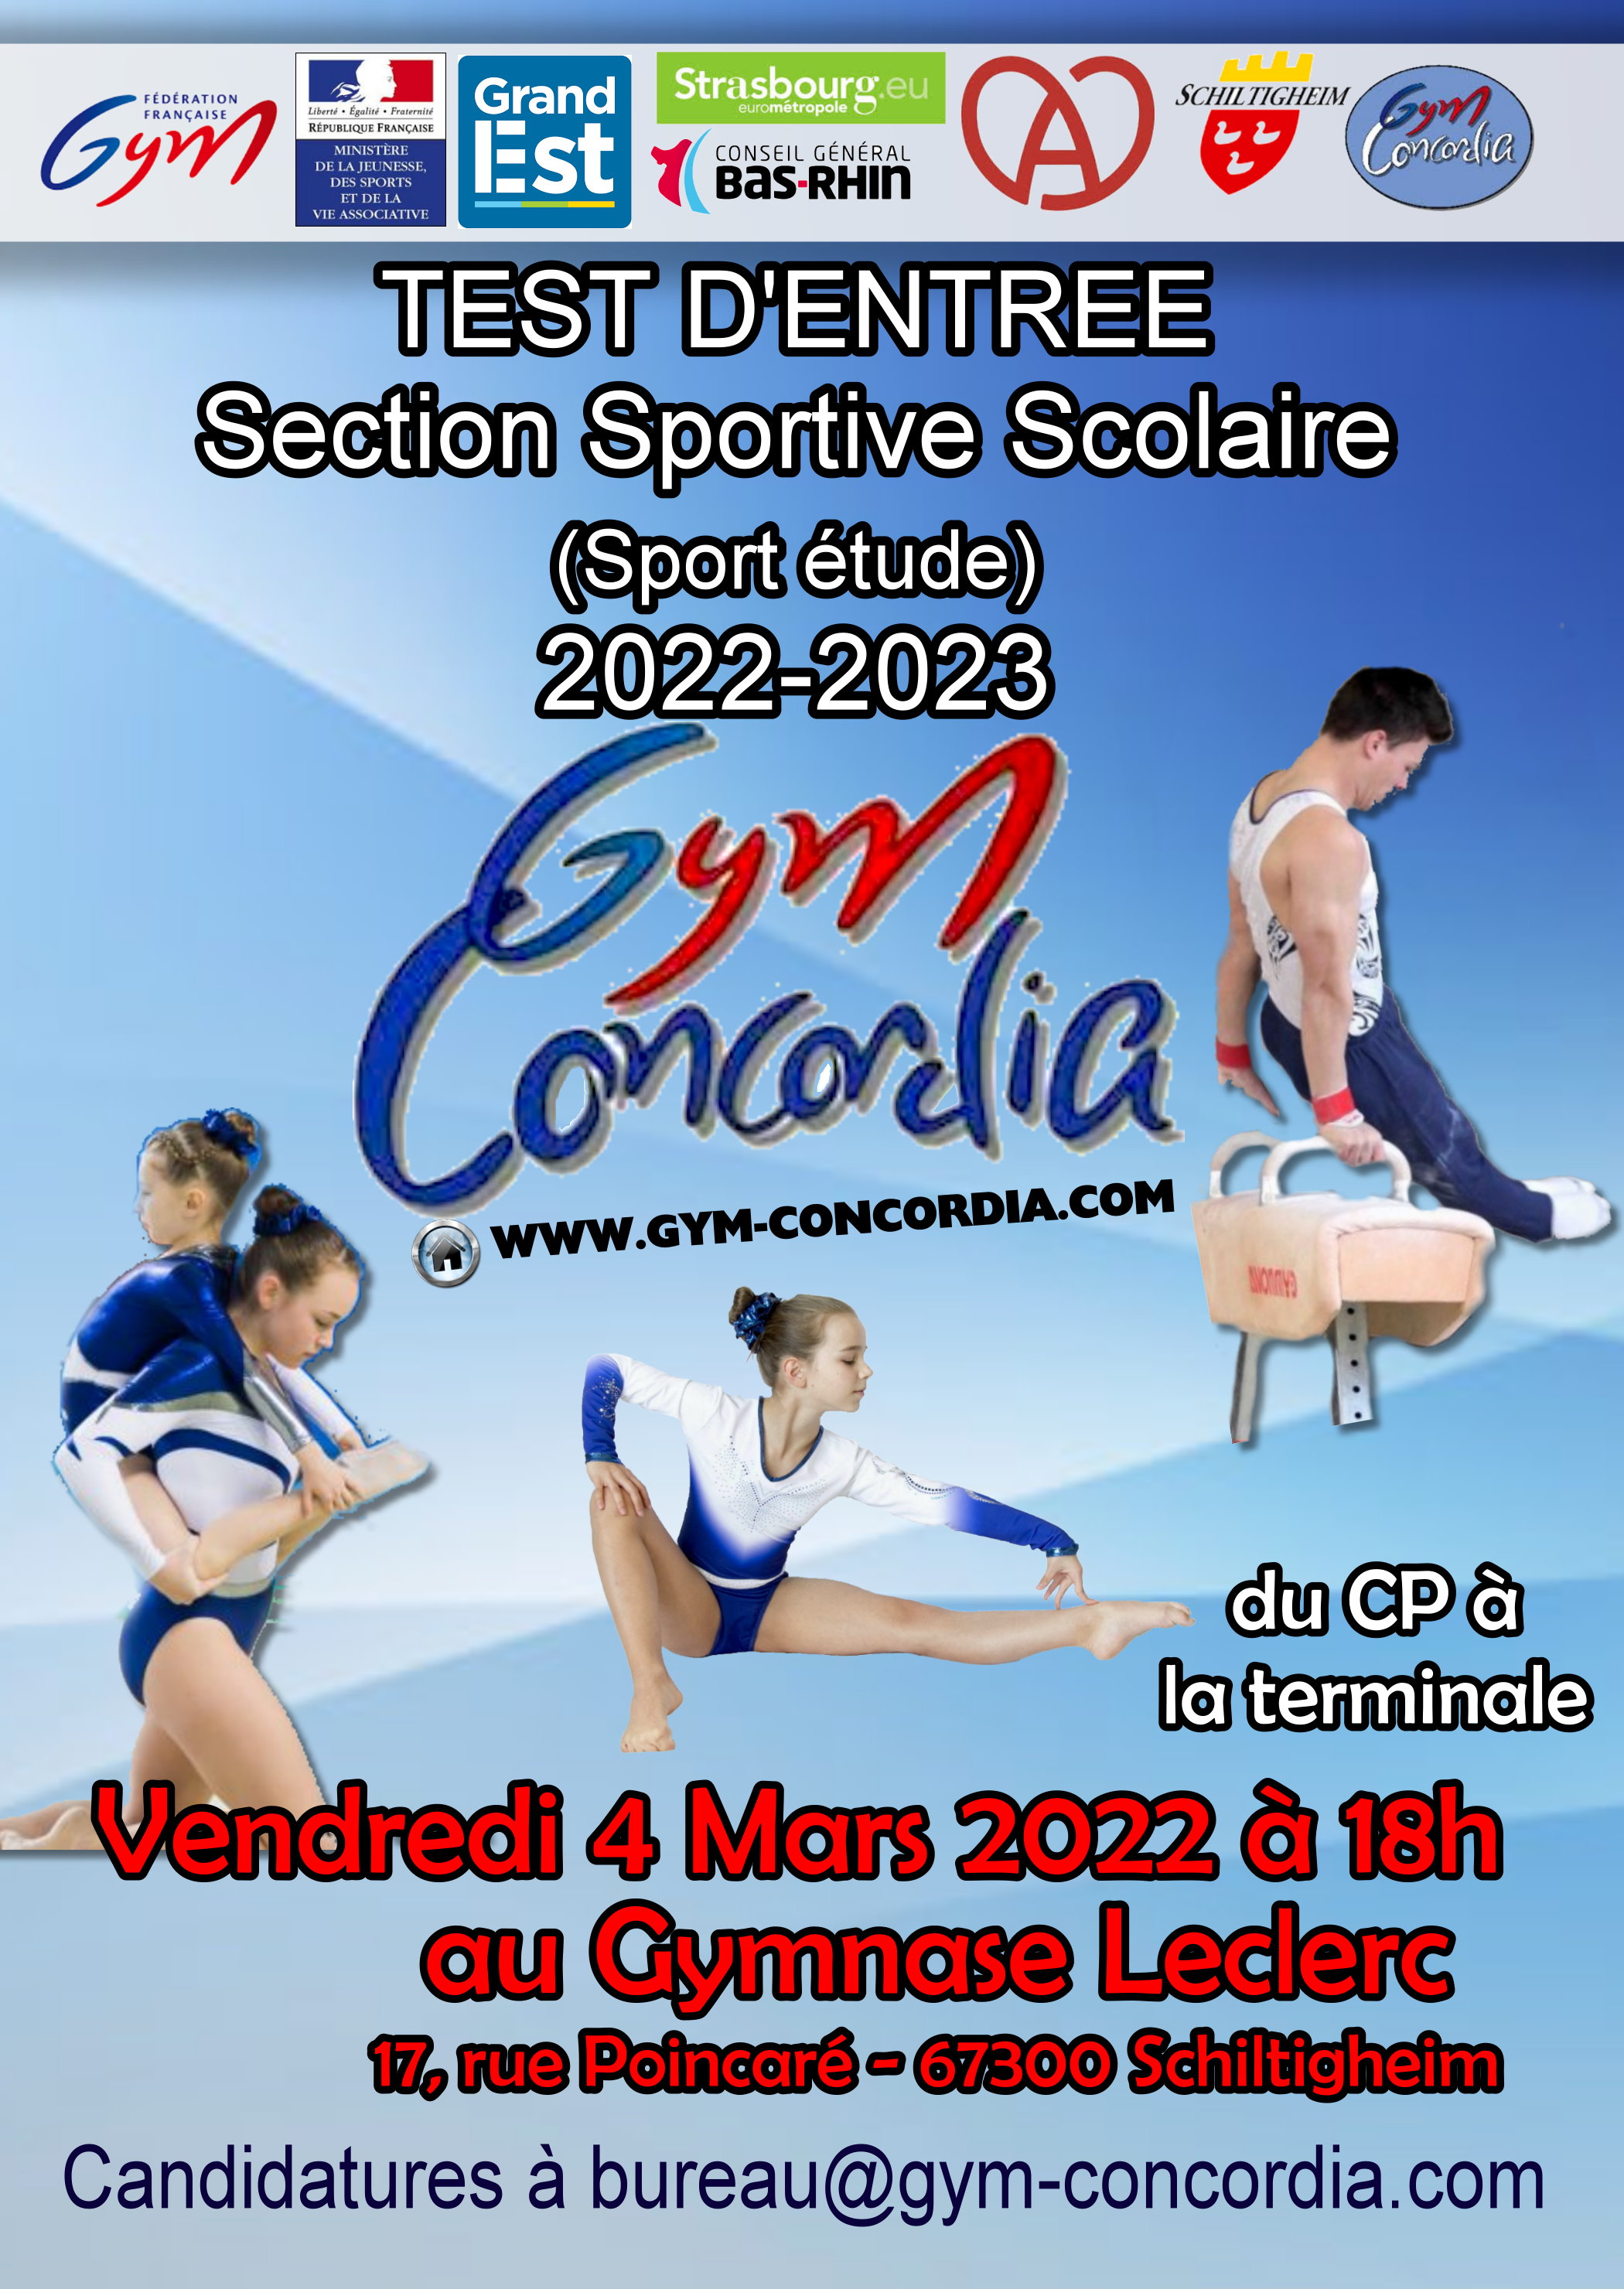 FÉDÉRATION
FRANÇAISE
Gym
Liberté • Égalité • Fraternité
RÉPUBLIQUE FRANÇAISE
MINISTÈRE
DE LA JEUNESSE,
DES SPORTS
ET DE LA
VIE ASSOCIATIVE
Grand
Est
Strasbourg.eu
eurométropole
CONSEIL GÉNÉRAL
BAS-RHIN
SCHILTIGHEIM
Gym
Concordia
TEST D'ENTREE
Section Sportive Scolaire
(Sport étude)
2022-2023
Gym
Concordia
WWW.GYM-CONCORDIA.COM
GYMNOVA
du CP à
la terminale
Vendredi 4 Mars 2022 à 18h
au Gymnase Leclerc
17, rue Poincaré - 67300 Schiltigheim
Candidatures à bureau@gym-concordia.com